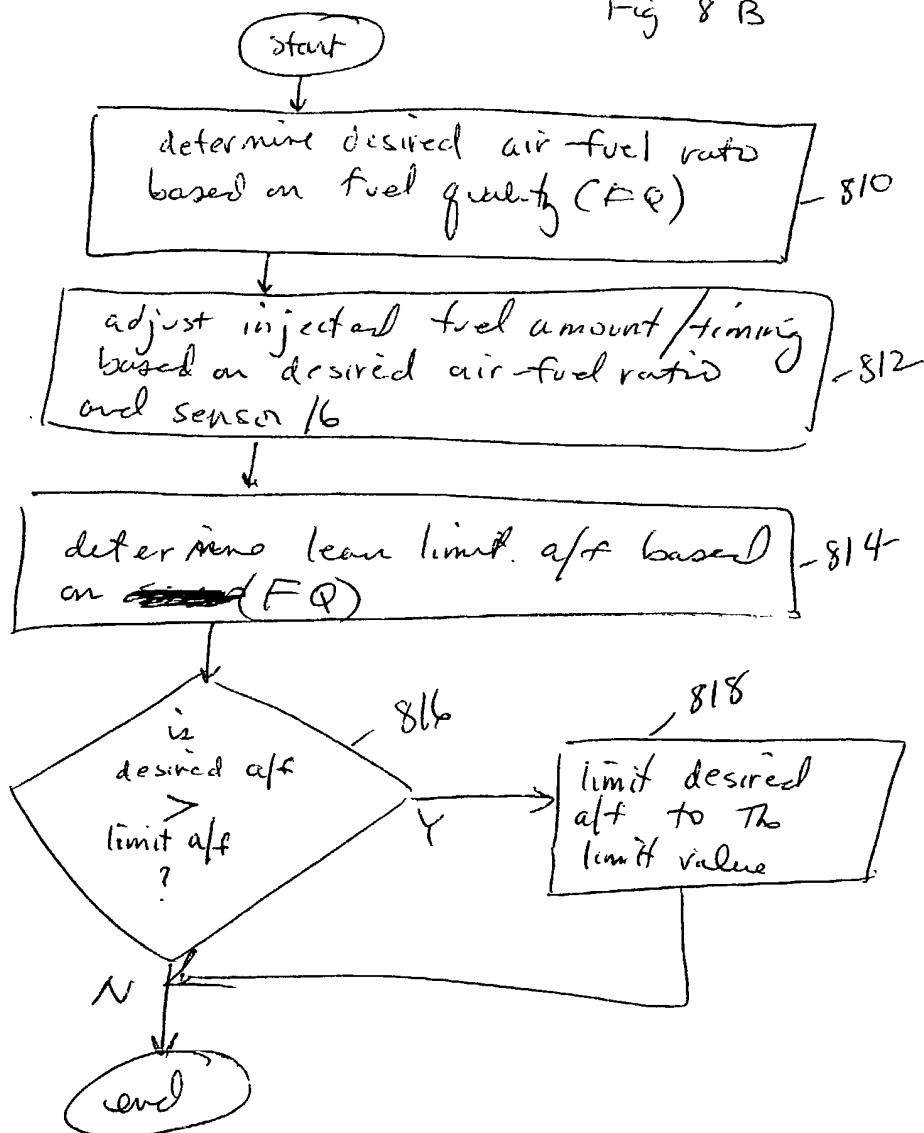 Fig 8 B
start
determine desired air-fuel ratio
based on fuel quality (FQ)
810
adjust injected fuel amount/timing
based on desired air-fuel ratio
and sensor 16
812
determine lean limit a/f based
on (FQ)
814
816
is
desired a/f
>
limit a/f
?
Y
818
limit desired
a/f to the
limit value
N
end